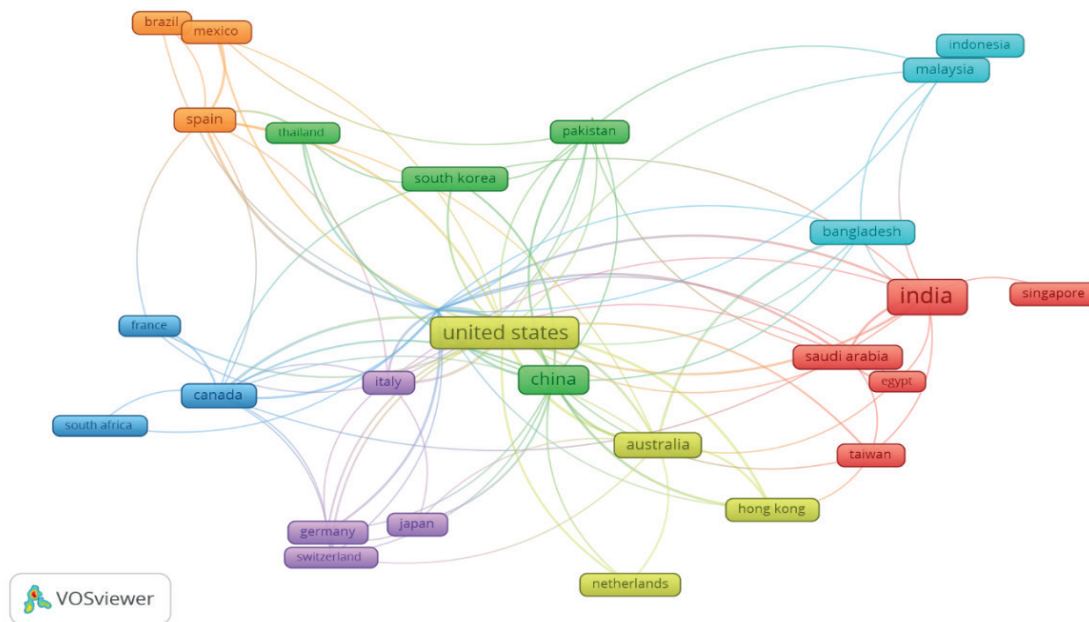 brazil
mexico
indonesia
malaysia
spain
thailand
pakistan
south korea
bangladesh
india
singapore
france
united states
saudi arabia
italy
china
egypt
canada
south africa
australia
taiwan
hong kong
japan
germany
switzerland
netherlands
VOSviewer